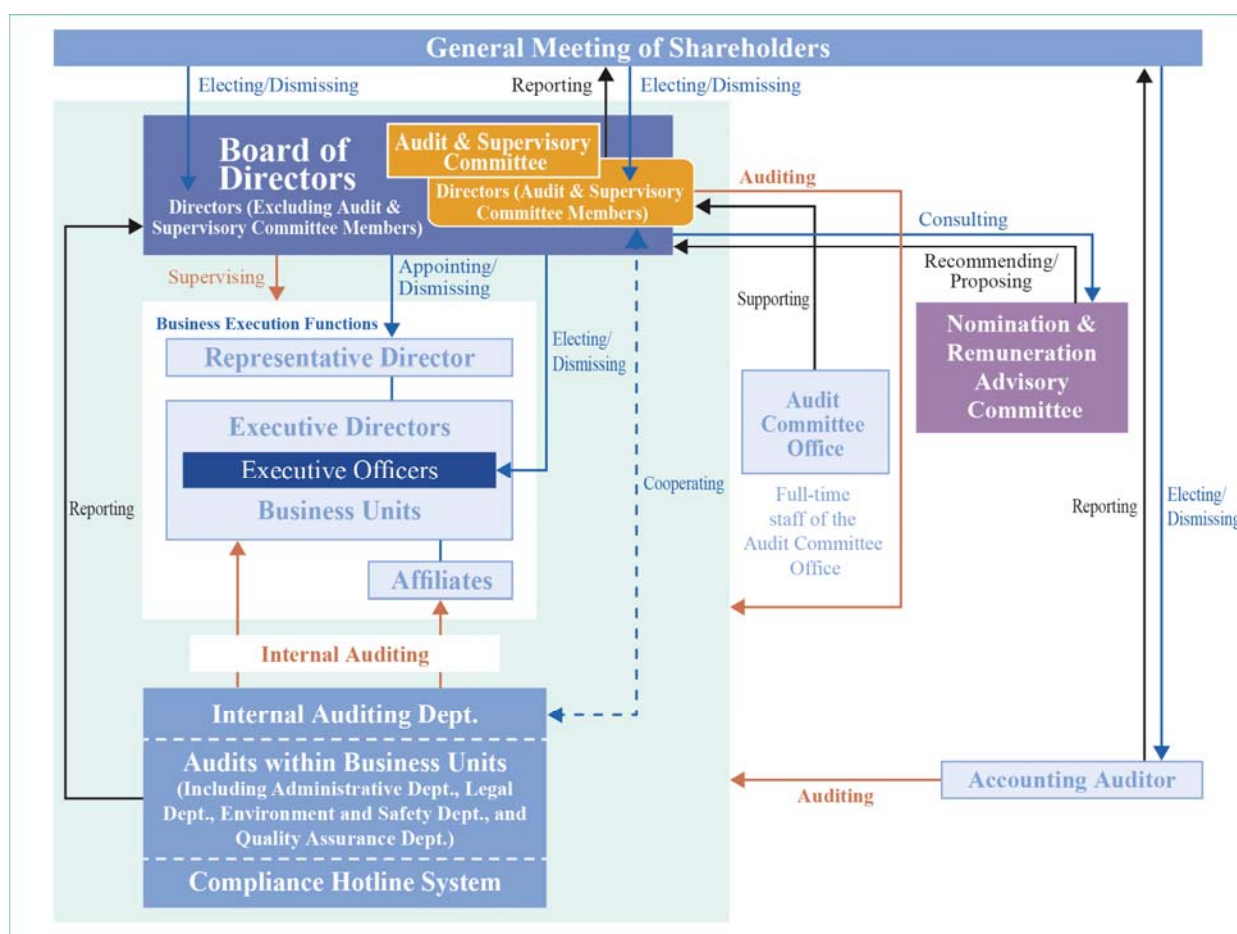 General Meeting of Shareholders
Electing/Dismissing
Reporting
Electing/Dismissing
Board of
Directors
Directors (Excluding Audit &
Supervisory Committee Members)
Audit & Supervisory
Committee
Directors (Audit & Supervisory
Committee Members)
Auditing
Consulting
Recommending/
Proposing
Supervising
Appointing/
Dismissing
Supporting
Business Execution Functions
Representative Director
Electing/
Dismissing
Nomination &
Remuneration
Advisory
Committee
Executive Directors
Executive Officers
Business Units
Audit
Committee
Office
Cooperating
Reporting
Full-time
staff of the
Audit Committee
Office
Reporting
Electing/
Dismissing
Affiliates
Internal Auditing
Internal Auditing Dept.
Audits within Business Units
(Including Administrative Dept., Legal
Dept., Environment and Safety Dept., and
Quality Assurance Dept.)
Compliance Hotline System
Auditing
Accounting Auditor